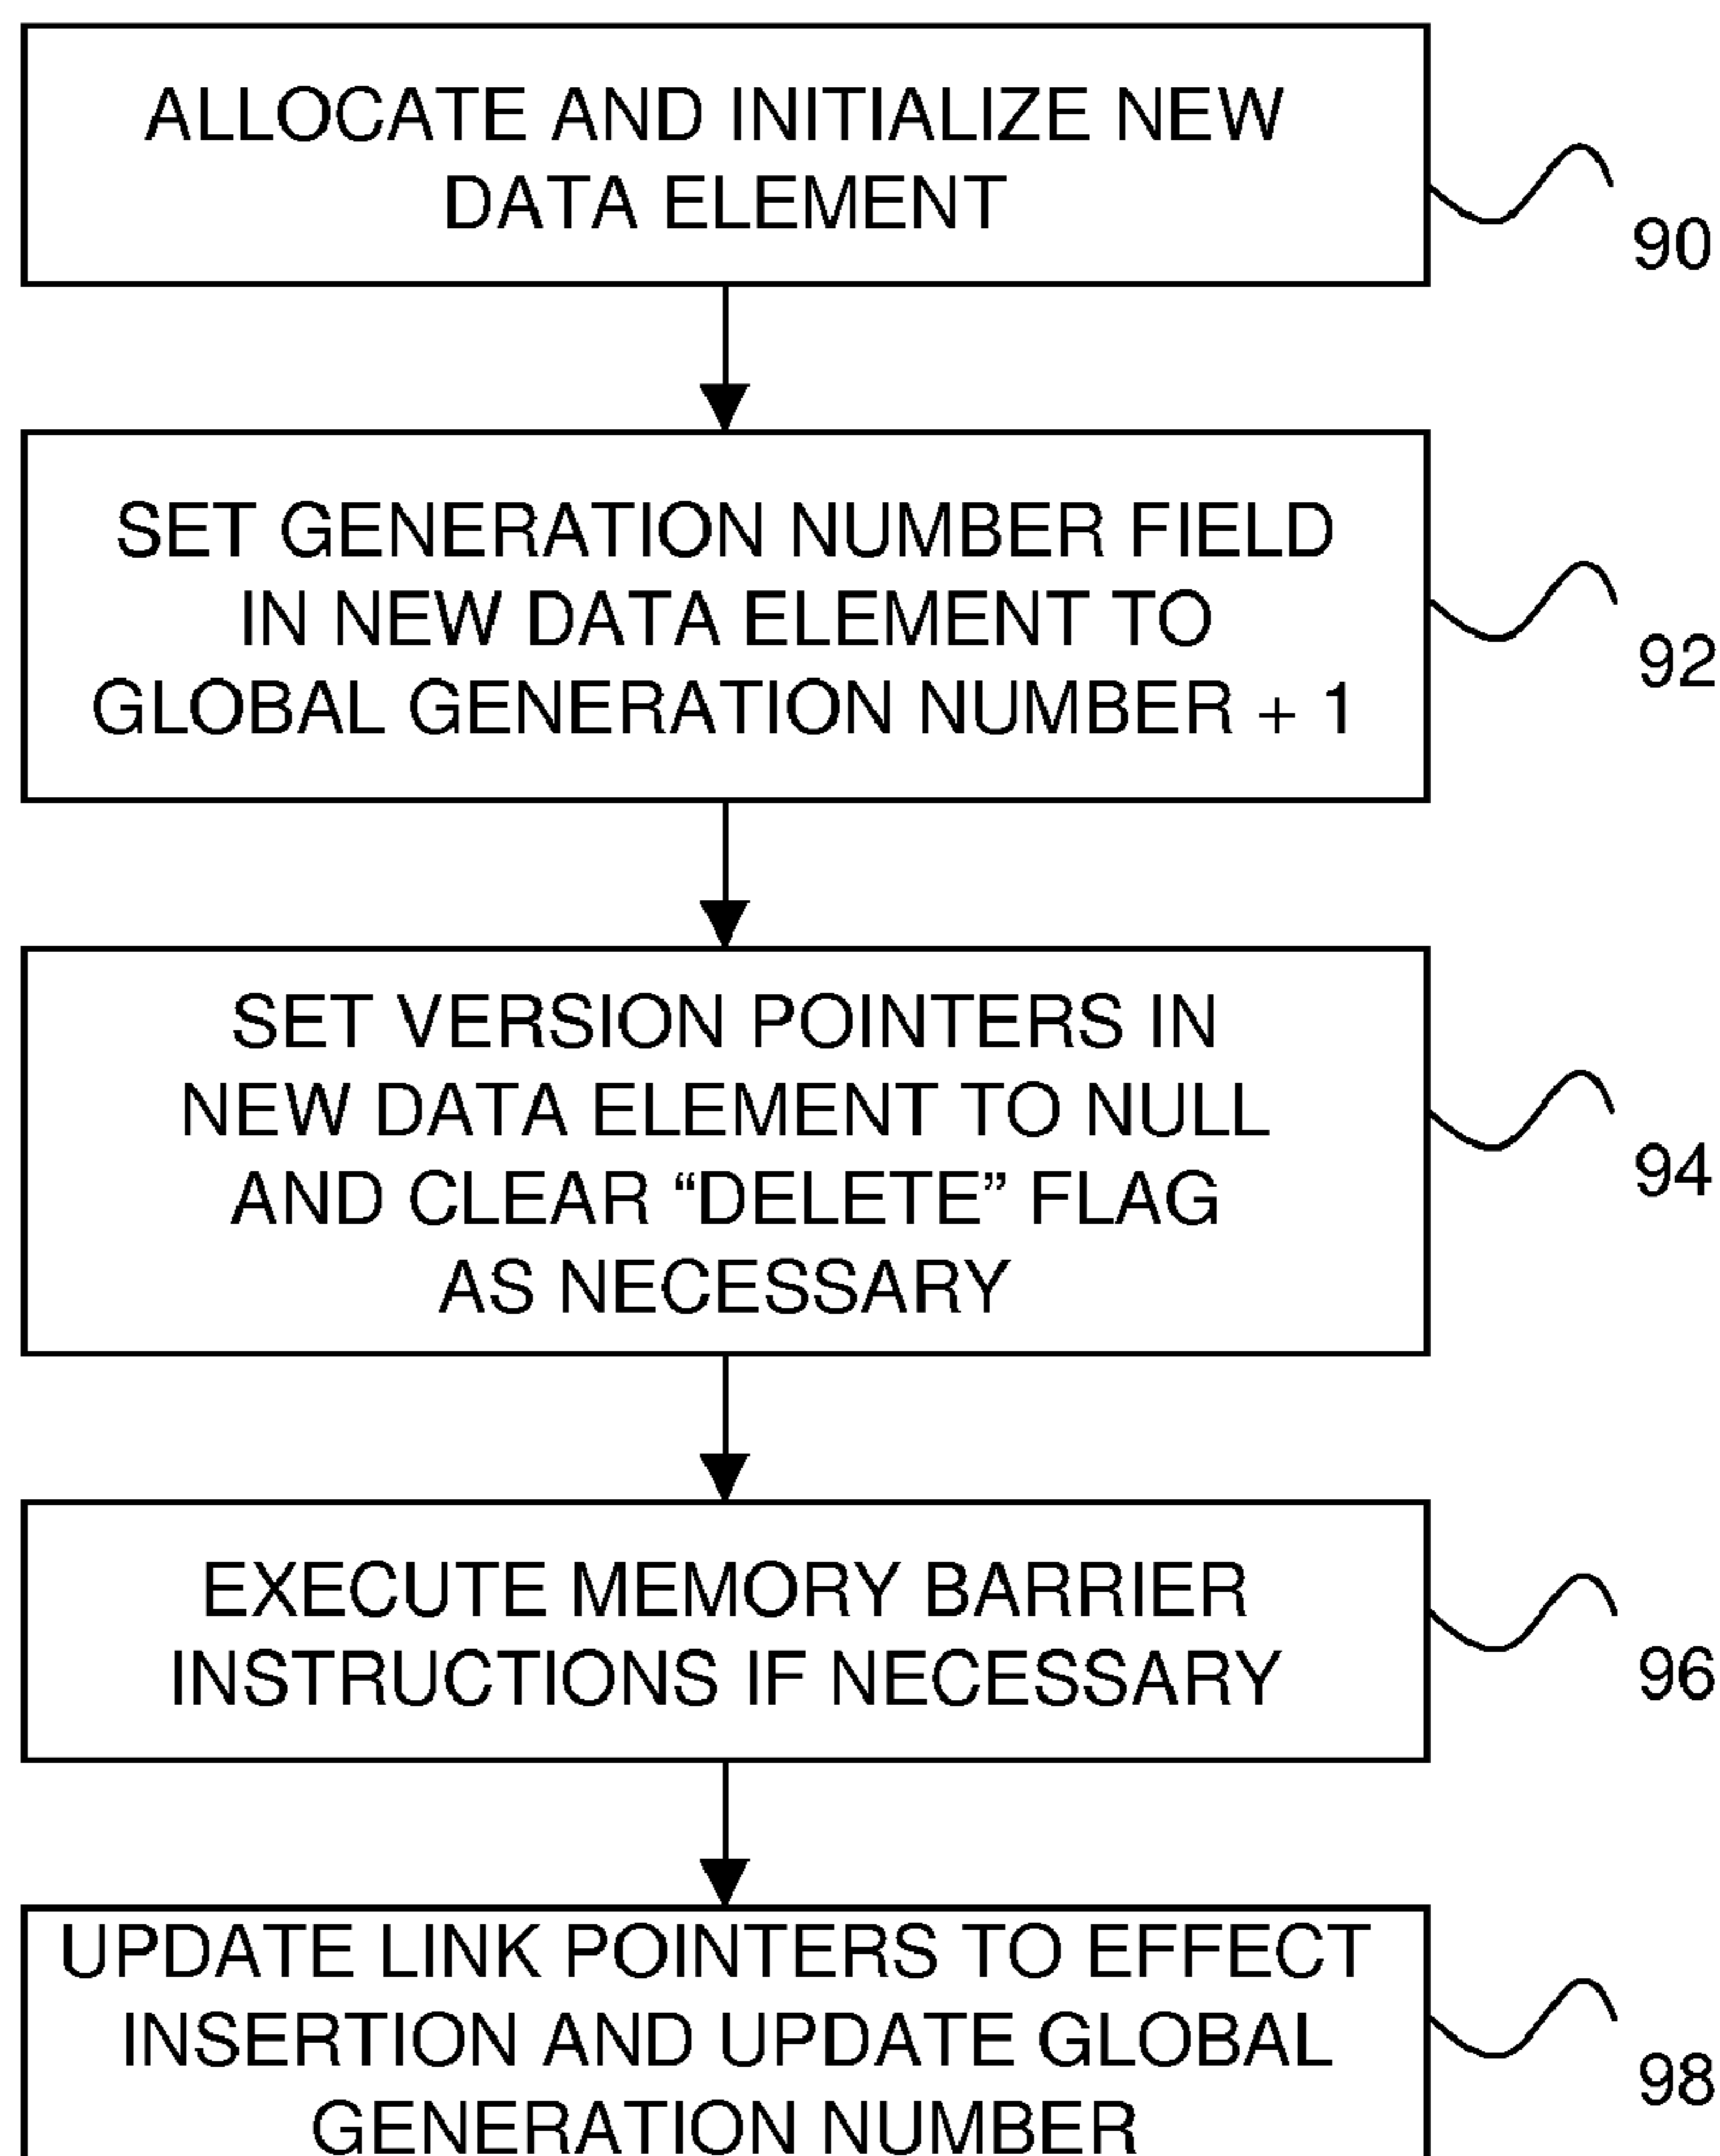 ALLOCATE AND INITIALIZE NEW
DATA ELEMENT
90
SET GENERATION NUMBER FIELD
IN NEW DATA ELEMENT TO
GLOBAL GENERATION NUMBER + 1
92
SET VERSION POINTERS IN
NEW DATA ELEMENT TO NULL
AND CLEAR “DELETE” FLAG
AS NECESSARY
94
EXECUTE MEMORY BARRIER
INSTRUCTIONS IF NECESSARY
96
UPDATE LINK POINTERS TO EFFECT
INSERTION AND UPDATE GLOBAL
GENERATION NUMBER
98